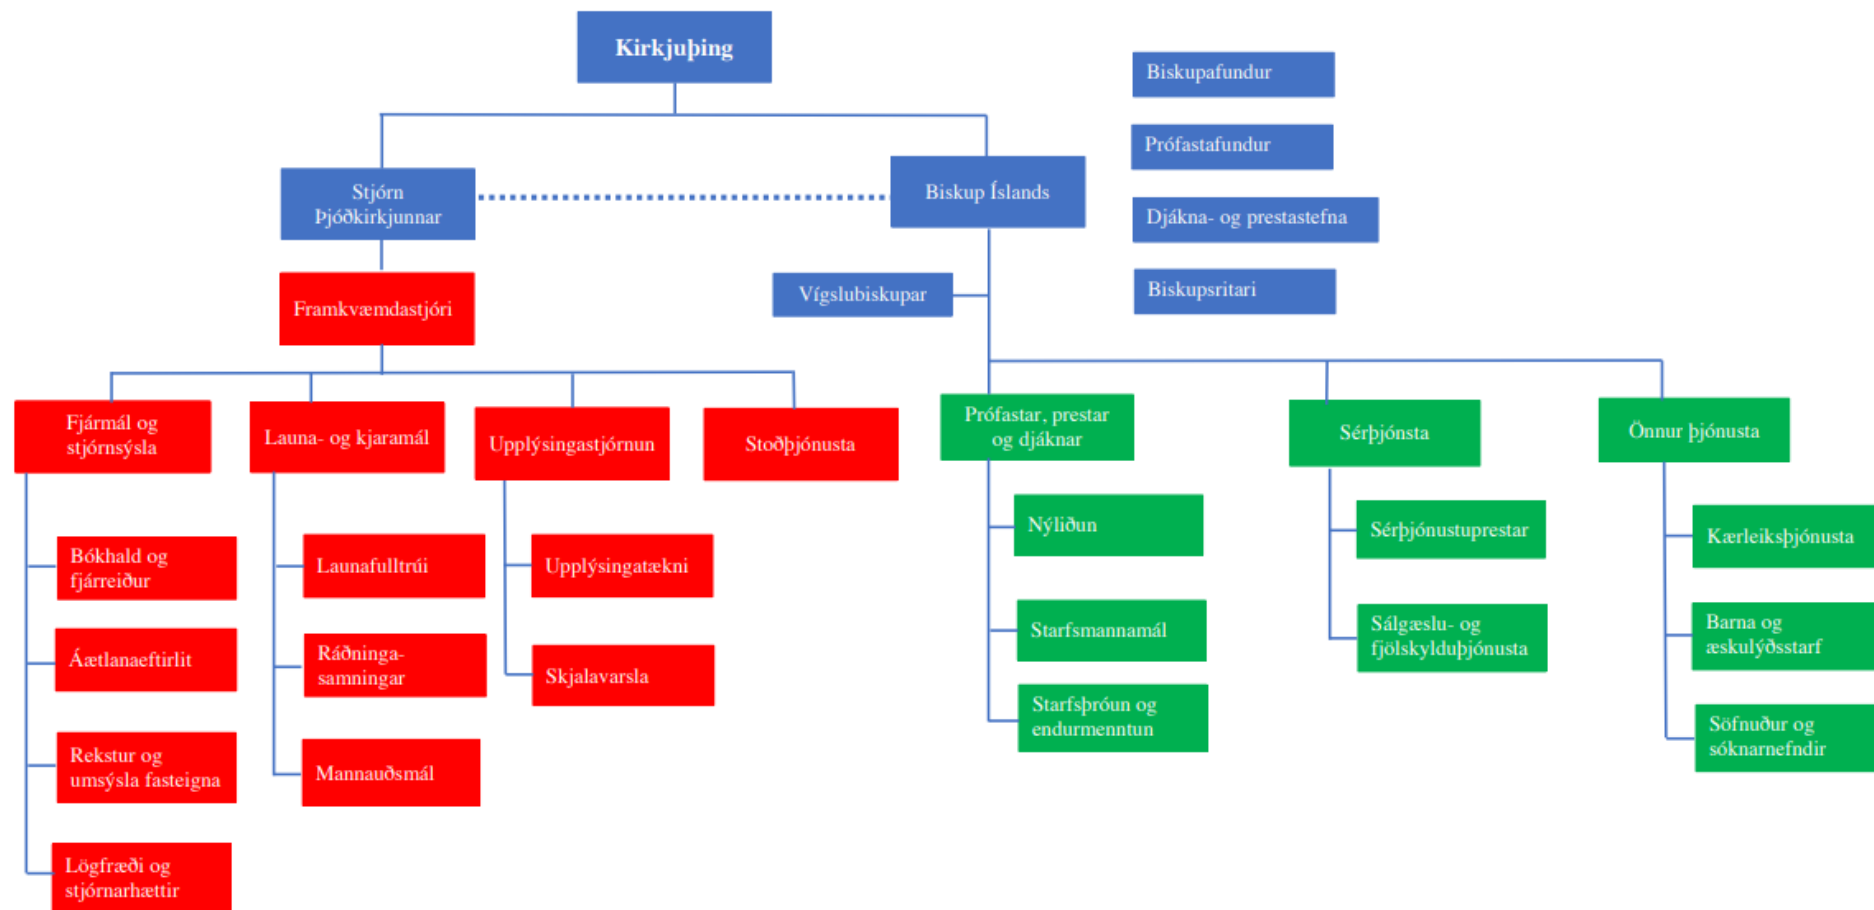 Kirkjuþing
Biskupafundur
Prófastafundur
Djákna- og prestastefna
Biskupsritari
Stjórn
Þjóðkirkjunnar
Biskup Íslands
Vígslubiskupar
Framkvæmdastjóri
Fjármál og
stjórnsýsla
Bókhald og
fjárreiður
Áætlanaeftirlit
Rekstur og
umsýsla fasteigna
Lögfræði og
stjórnarhættir
Launa- og kjaramál
Launafulltrúi
Ráðninga-
samningar
Mannauðsmál
Upplýsingastjórnun
Upplýsingatækni
Skjalavarsla
Stoðþjónusta
Prófastar, prestar
og djáknar
Nýliðun
Starfsmannamál
Starfsþróun og
endurmenntun
Sérþjónsta
Sérþjónustuprestar
Sálgæslu- og
fjölskylduþjónusta
Önnur þjónusta
Kærleiksþjónusta
Barna og
æskulýðsstarf
Söfnuður og
sóknarnefndir